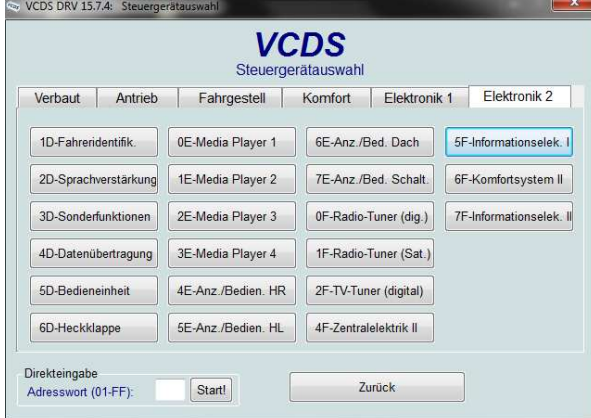 VCDS DRV 15.7.4: Steuergerätauswahl
VCDS
Steuergerätauswahl
Verbaut Antrieb Fahrgestell Komfort Elektronik 1 Elektronik 2
1D-Fahreridentifik. 0E-Media Player 1 6E-Anz./Bed. Dach 5F-Informationselek. I
2D-Sprachverstärkung 1E-Media Player 2 7E-Anz./Bed. Schalt. 6F-Komfortsystem II
3D-Sonderfunktionen 2E-Media Player 3 0F-Radio-Tuner (dig.) 7F-Informationselek. II
4D-Datenübertragung 3E-Media Player 4 1F-Radio-Tuner (Sat.)
5D-Bedieneinheit 4E-Anz./Bedien. HR 2F-TV-Tuner (digital)
6D-Heckklappe 5E-Anz./Bedien. HL 4F-Zentralelektrik II
Direkteingabe
Adresswort (01-FF): Start! Zurück